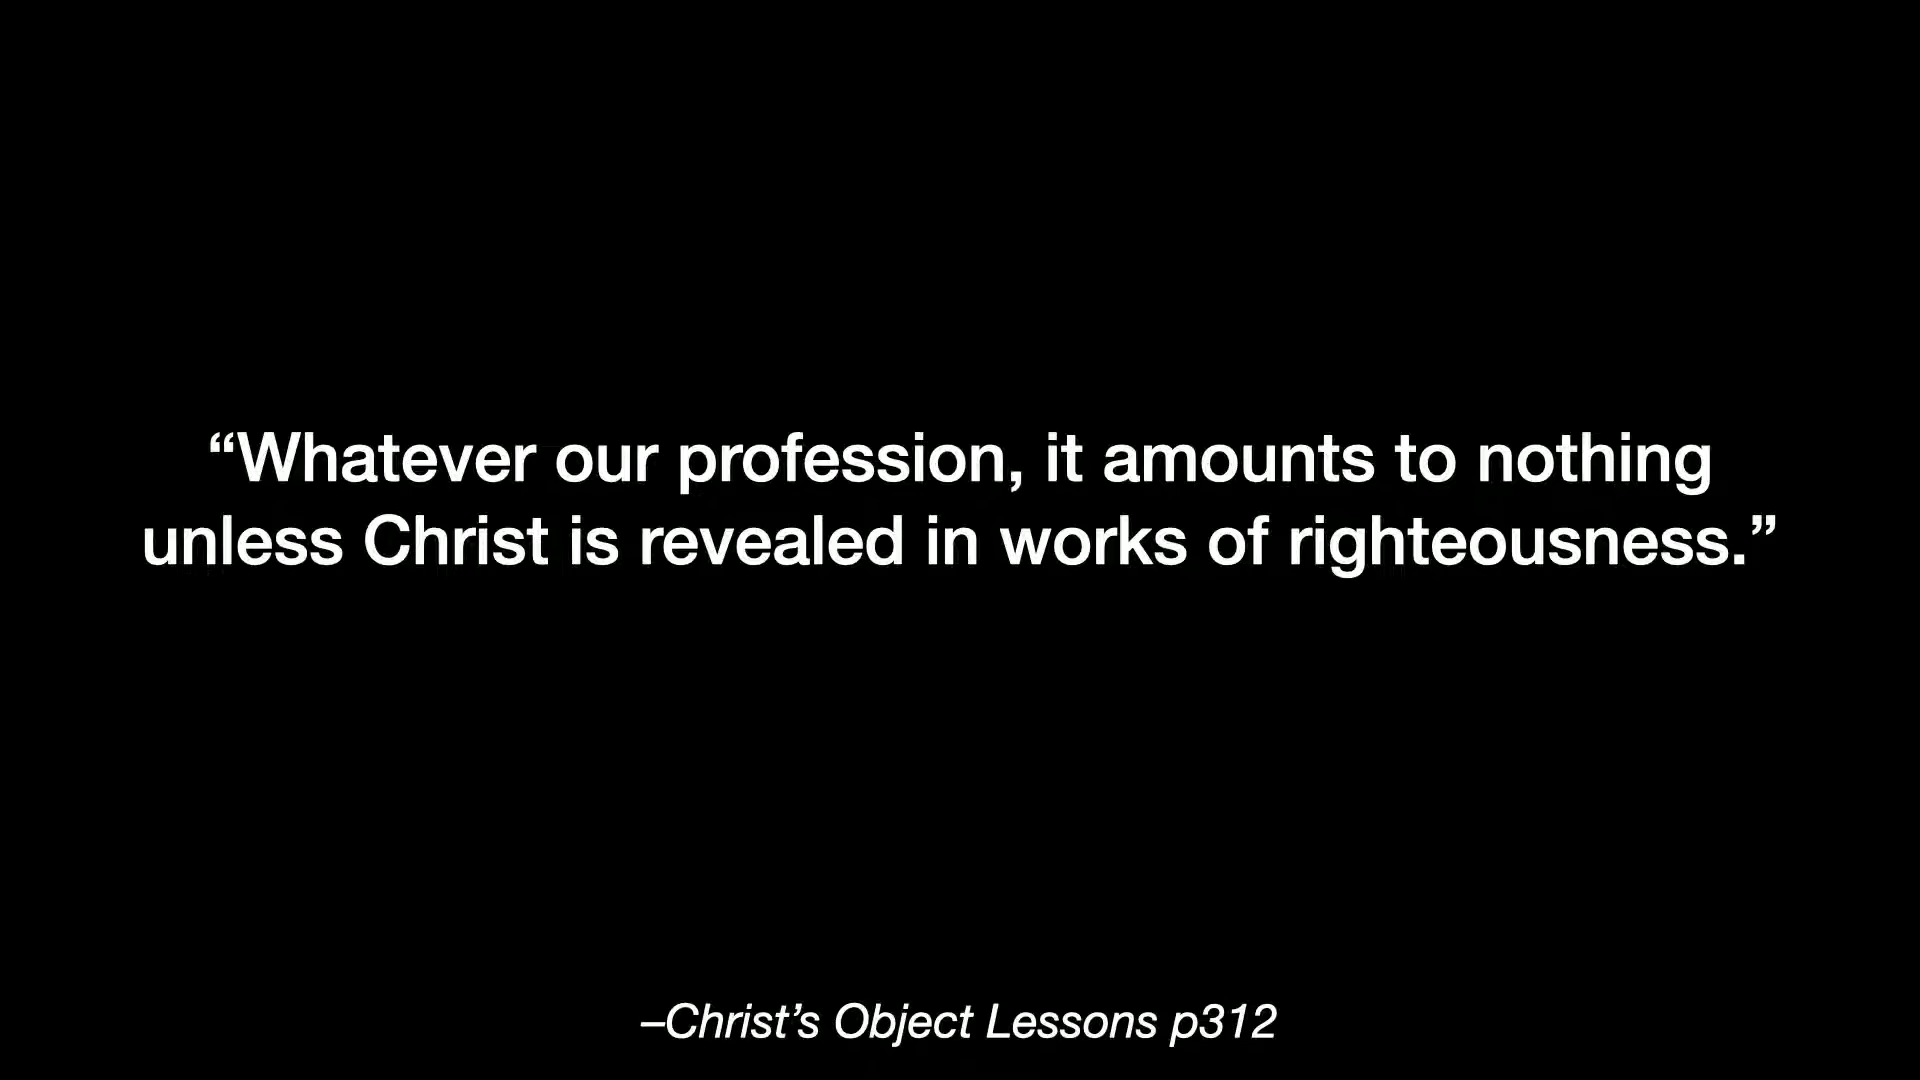 “Whatever our profession, it amounts to nothing
unless Christ is revealed in works of righteousness.”
–Christ’s Object Lessons p312